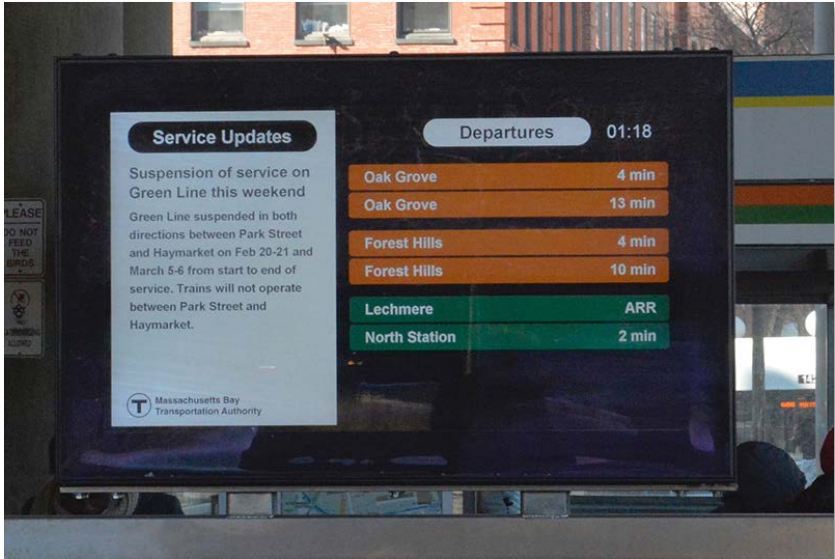 Service Updates
Suspension of service on
Green Line this weekend
Green Line suspended in both
directions between Park Street
and Haymarket on Feb 20-21 and
March 5-6 from start to end of
service. Trains will not operate
between Park Street and
Haymarket.
T Massachusetts Bay
Transportation Authority
Departures 01:18
Oak Grove 4 min
Oak Grove 13 min
Forest Hills 4 min
Forest Hills 10 min
Lechmere ARR
North Station 2 min
PLEASE
DO NOT
FEED
THE
BIRDS
ALLOWED